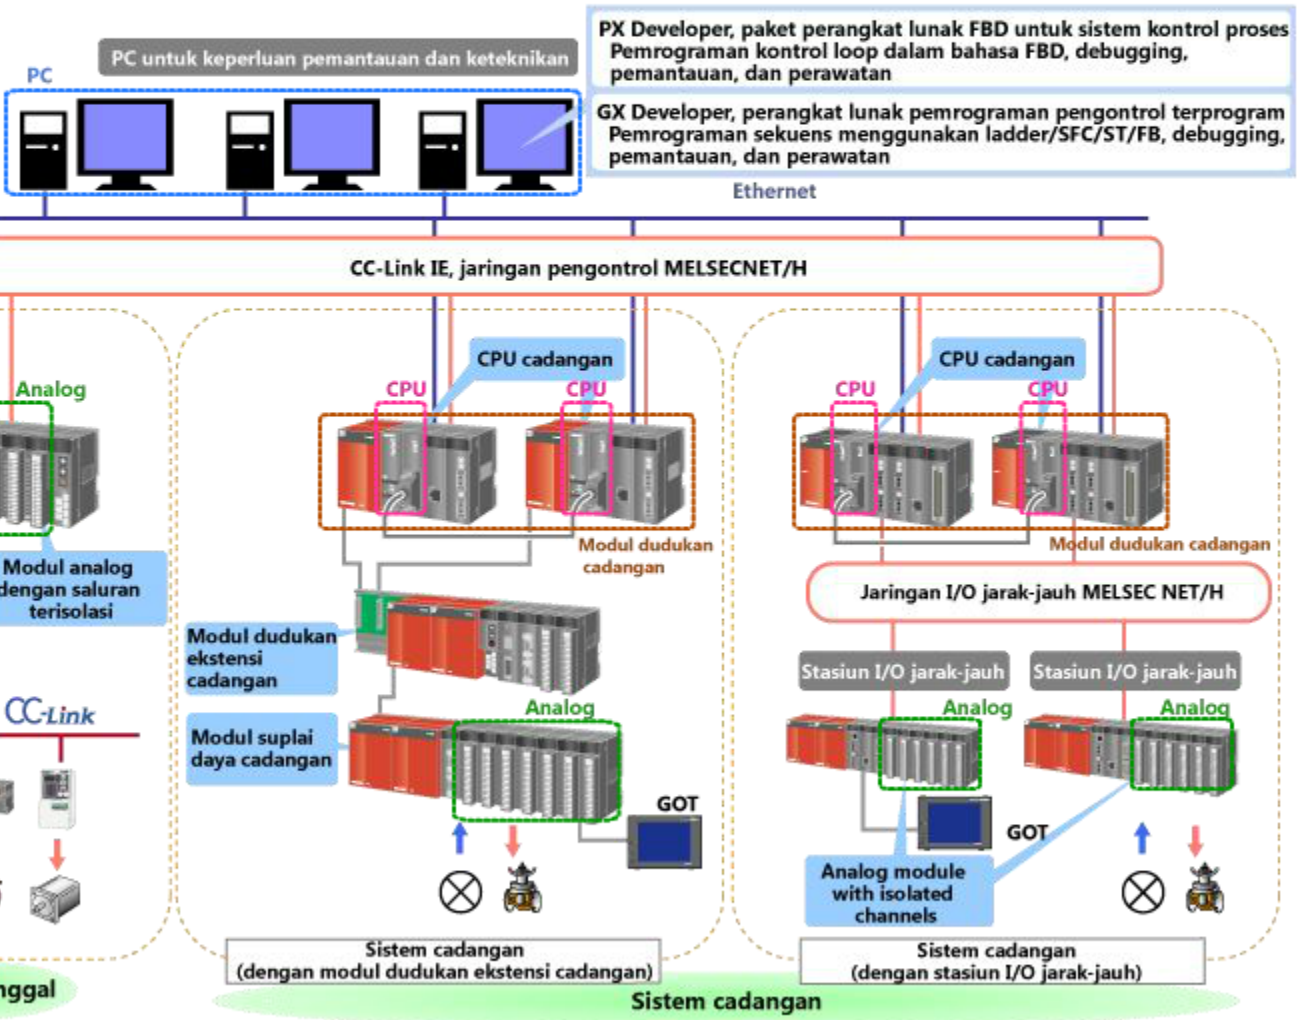 PX Developer, paket perangkat lunak FBD untuk sistem kontrol proses
Pemrograman kontrol loop dalam bahasa FBD, debugging,
pemantauan, dan perawatan
PC untuk keperluan pemantauan dan keteknikan
PC
GX Developer, perangkat lunak pemrograman pengontrol terprogram
Pemrograman sekuens menggunakan ladder/SFC/ST/FB, debugging,
pemantauan, dan perawatan
Ethernet
CC-Link IE, jaringan pengontrol MELSECNET/H
Analog
Modul analog
dengan saluran
terisolasi
CC-Link
nggal
CPU cadangan
CPU
CPU
Modul dudukan
cadangan
Modul dudukan
ekstensi
cadangan
Modul suplai
daya cadangan
Analog
GOT
Sistem cadangan
(dengan modul dudukan ekstensi cadangan)
CPU cadangan
CPU
CPU
Modul dudukan cadangan
Jaringan I/O jarak-jauh MELSEC NET/H
Stasiun I/O jarak-jauh
Stasiun I/O jarak-jauh
Analog
Analog
GOT
Analog module
with isolated
channels
Sistem cadangan
(dengan stasiun I/O jarak-jauh)
Sistem cadangan